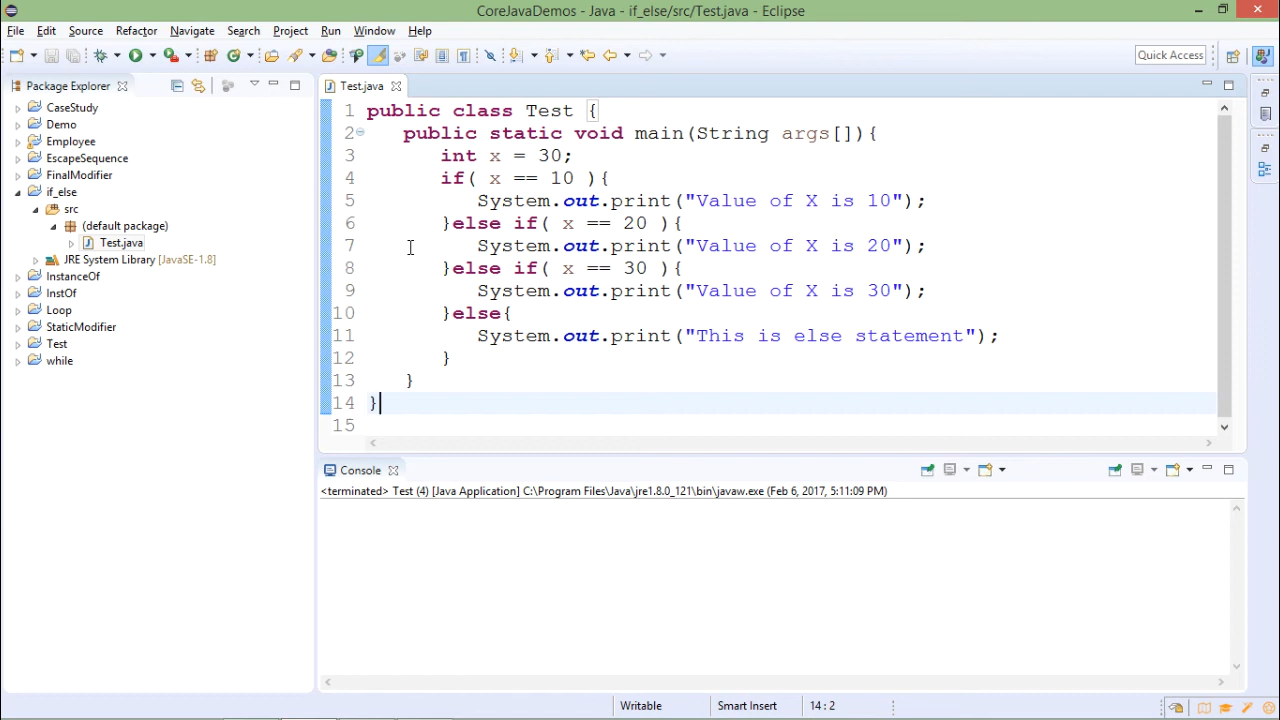 CoreJavaDemos - Java - if_else/src/Test.java - Eclipse
File Edit Source Refactor Navigate Search Project Run Window Help
Quick Access
Package Explorer
CaseStudy
Demo
Employee
EscapeSequence
FinalModifier
if_else
src
(default package)
Test.java
JRE System Library [JavaSE-1.8]
InstanceOf
InstOf
Loop
StaticModifier
Test
while
Test.java
1 public class Test {
2 public static void main(String args[]){
3 int x = 30;
4 if( x == 10 ){
5 System.out.print("Value of X is 10");
6 }else if( x == 20 ){
7 System.out.print("Value of X is 20");
8 }else if( x == 30 ){
9 System.out.print("Value of X is 30");
10 }else{
11 System.out.print("This is else statement");
12 }
13 }
14 }
15
Console
<terminated> Test (4) [Java Application] C:\Program Files\Java\jre1.8.0_121\bin\javaw.exe (Feb 6, 2017, 5:11:09 PM)
Writable Smart Insert 14 : 2